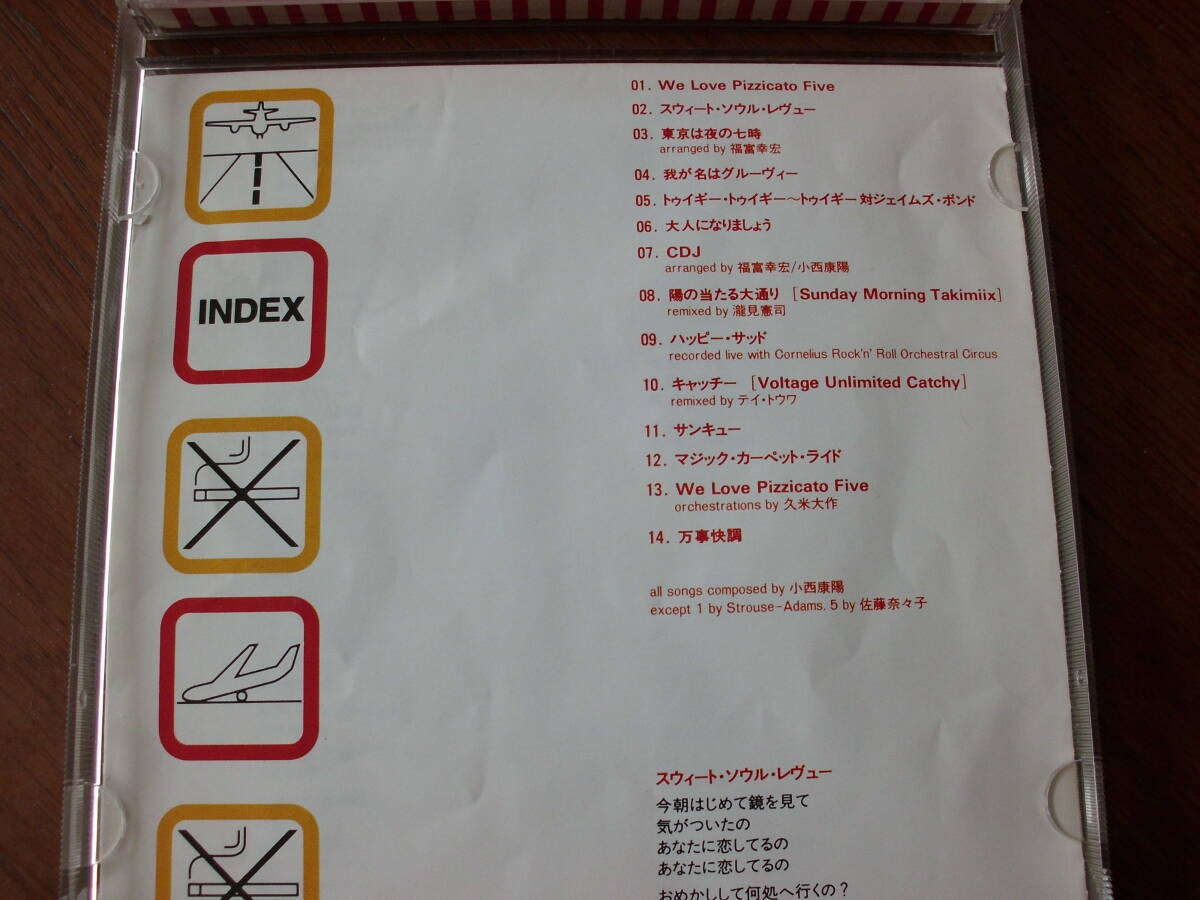 INDEX
01. We Love Pizzicato Five
02. スウィート・ソウル・レヴュー
03. 東京は夜の七時
arranged by 福富幸宏
04. 我が名はグルーヴィー
05. トゥイギー・トゥイギー〜トゥイギー対ジェイムズ・ボンド
06. 大人になりましょう
07. CDJ
arranged by 福富幸宏/小西康陽
08. 陽の当たる大通り [Sunday Morning Takimiix]
remixed by 瀧見憲司
09. ハッピー・サッド
recorded live with Cornelius Rock'n' Roll Orchestral Circus
10. キャッチー [Voltage Unlimited Catchy]
remixed by テイ・トウワ
11. サンキュー
12. マジック・カーペット・ライド
13. We Love Pizzicato Five
orchestrations by 久米大作
14. 万事快調
all songs composed by 小西康陽
except 1 by Strouse-Adams. 5 by 佐藤奈々子
スウィート・ソウル・レヴュー
今朝はじめて鏡を見て
気がついたの
あなたに恋してるの
あなたに恋してるの
おめかしして何処へ行くの？